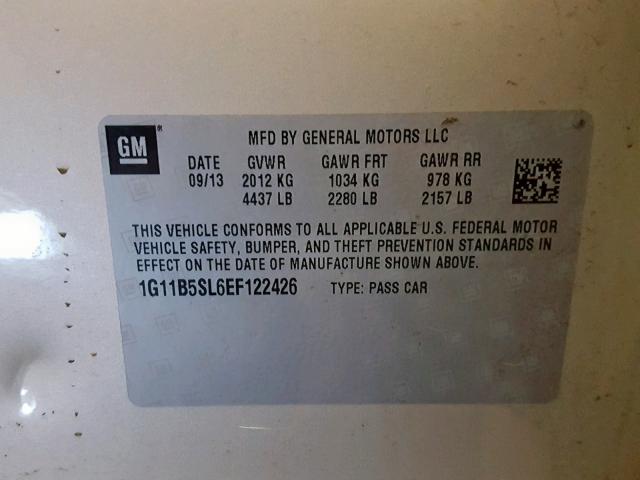 GM ®
MFD BY GENERAL MOTORS LLC
DATE GVWR GAWR FRT GAWR RR
09/13 2012 KG 1034 KG 978 KG
4437 LB 2280 LB 2157 LB
THIS VEHICLE CONFORMS TO ALL APPLICABLE U.S. FEDERAL MOTOR
VEHICLE SAFETY, BUMPER, AND THEFT PREVENTION STANDARDS IN
EFFECT ON THE DATE OF MANUFACTURE SHOWN ABOVE.
1G11B5SL6EF122426 TYPE: PASS CAR